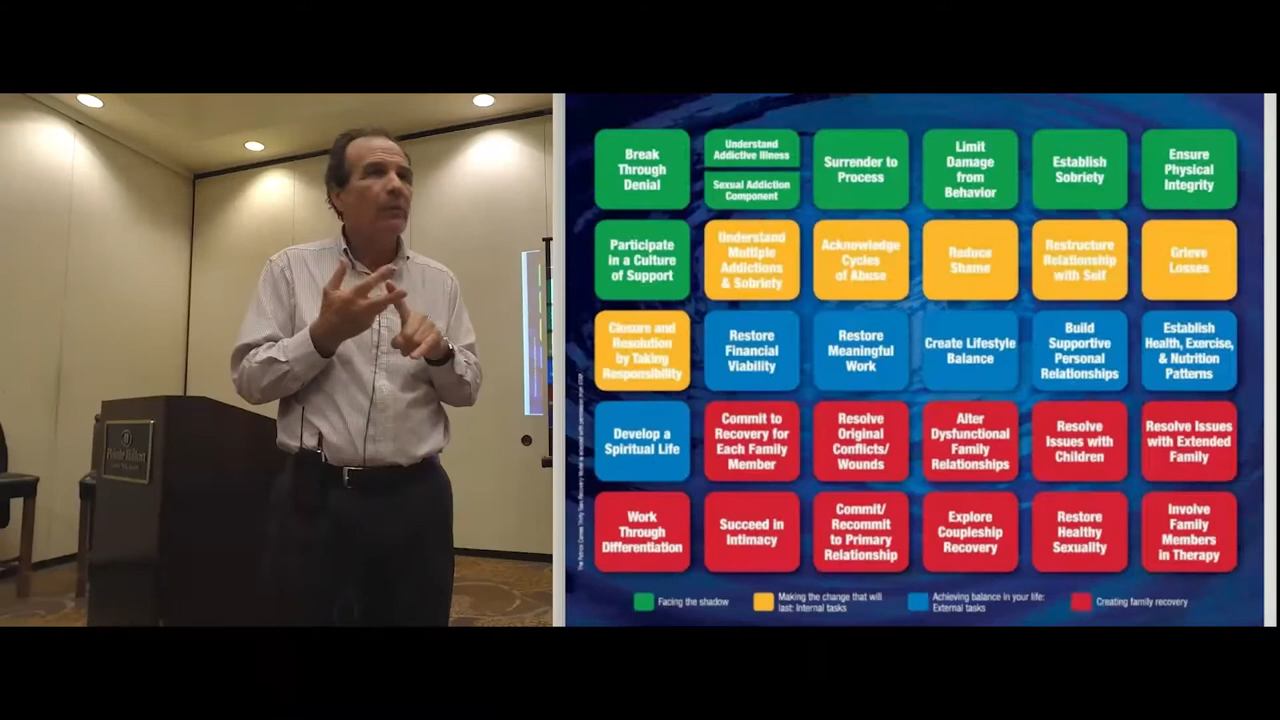 Break
Through
Denial
Understand
Addictive Illness
Sexual Addiction
Component
Surrender to
Process
Limit
Damage
from
Behavior
Establish
Sobriety
Ensure
Physical
Integrity
Participate
in a Culture
of Support
Understand
Multiple
Addictions
& Sobriety
Acknowledge
Cycles
of Abuse
Reduce
Shame
Restructure
Relationship
with Self
Grieve
Losses
Closure and
Resolution
by Taking
Responsibility
Restore
Financial
Viability
Restore
Meaningful
Work
Create Lifestyle
Balance
Build
Supportive
Personal
Relationships
Establish
Health, Exercise,
& Nutrition
Patterns
Develop a
Spiritual Life
Commit to
Recovery for
Each Family
Member
Resolve
Original
Conflicts/
Wounds
Alter
Dysfunctional
Family
Relationships
Resolve
Issues with
Children
Resolve Issues
with Extended
Family
Work
Through
Differentiation
Succeed in
Intimacy
Commit/
Recommit
to Primary
Relationship
Explore
Coupleship
Recovery
Restore
Healthy
Sexuality
Involve
Family
Members
in Therapy
Facing the shadow
Making the change that will
last: Internal tasks
Achieving balance in your life:
External tasks
Creating family recovery